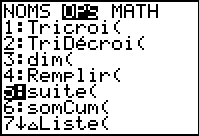 NOMS OPS MATH
1:Tricroi(
2:TriDécroi(
3:dim(
4:Remplir(
5:suite(
6:somCum(
7↓△Liste(